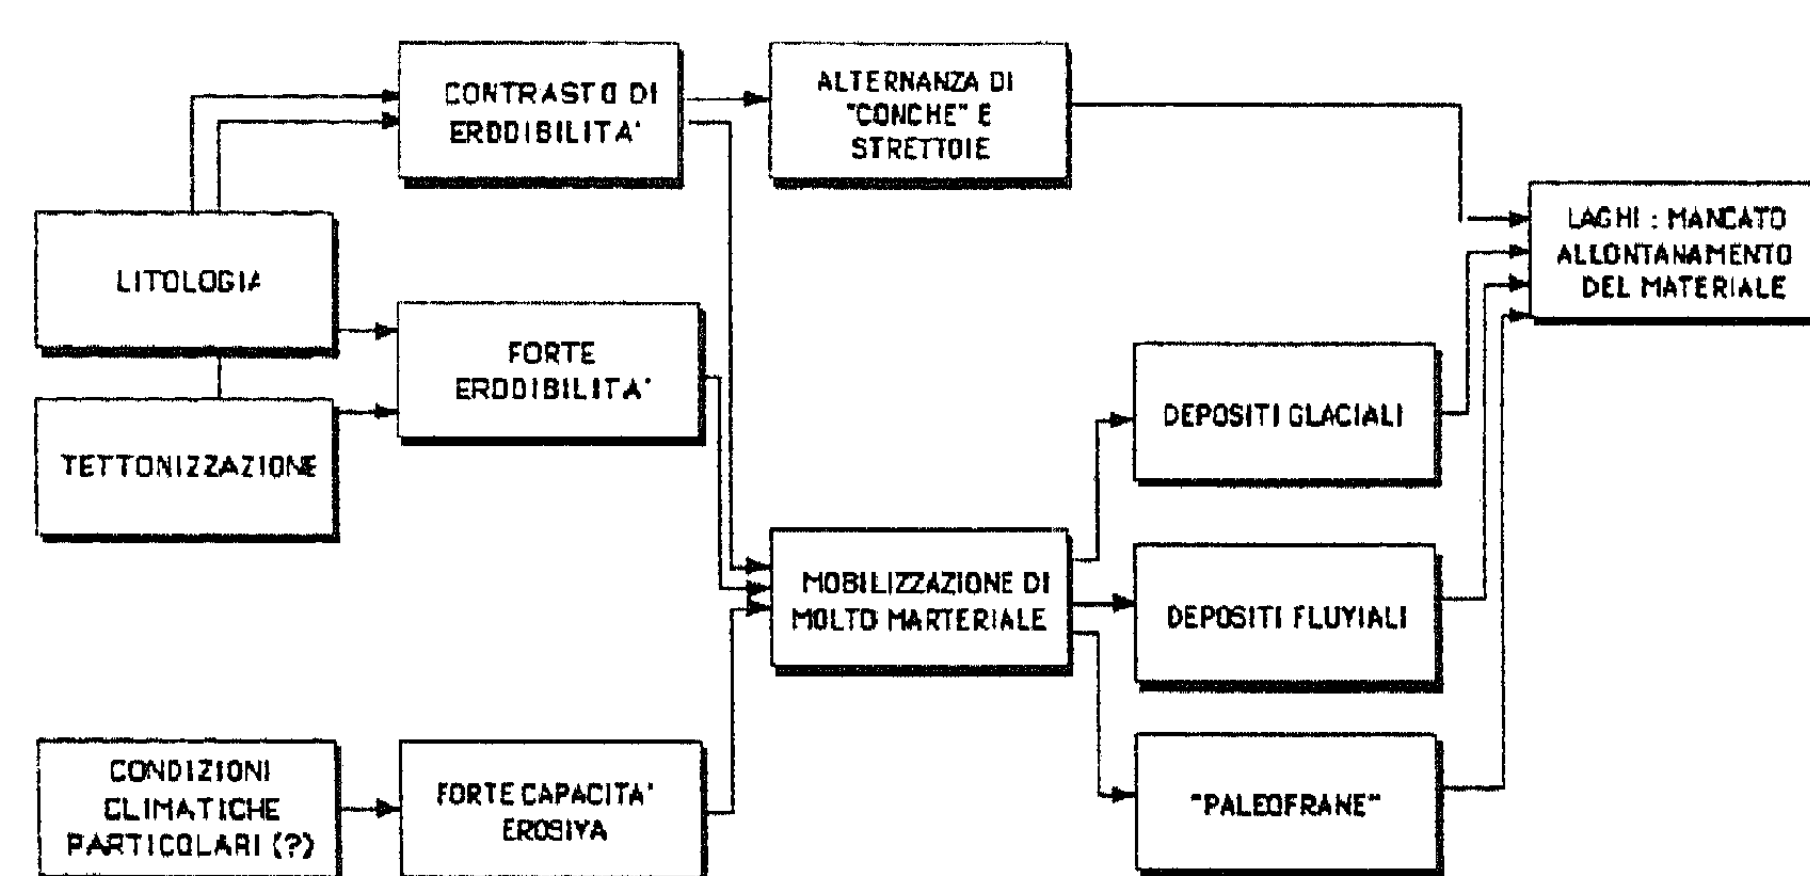 CONTRASTO DI
ERODIBILITA'
ALTERNANZA DI
"CONCHE" E
STRETTOIE
LITOLOGIA
LAGHI : MANCATO
ALLONTANAMENTO
DEL MATERIALE
FORTE
ERODIBILITA'
DEPOSITI GLACIALI
TETTONIZZAZIONE
MOBILIZZAZIONE DI
MOLTO MARTERIALE
DEPOSITI FLUVIALI
CONDIZIONI
CLIMATICHE
PARTICOLARI (?)
FORTE CAPACITA'
EROSIVA
"PALEOFRANE"